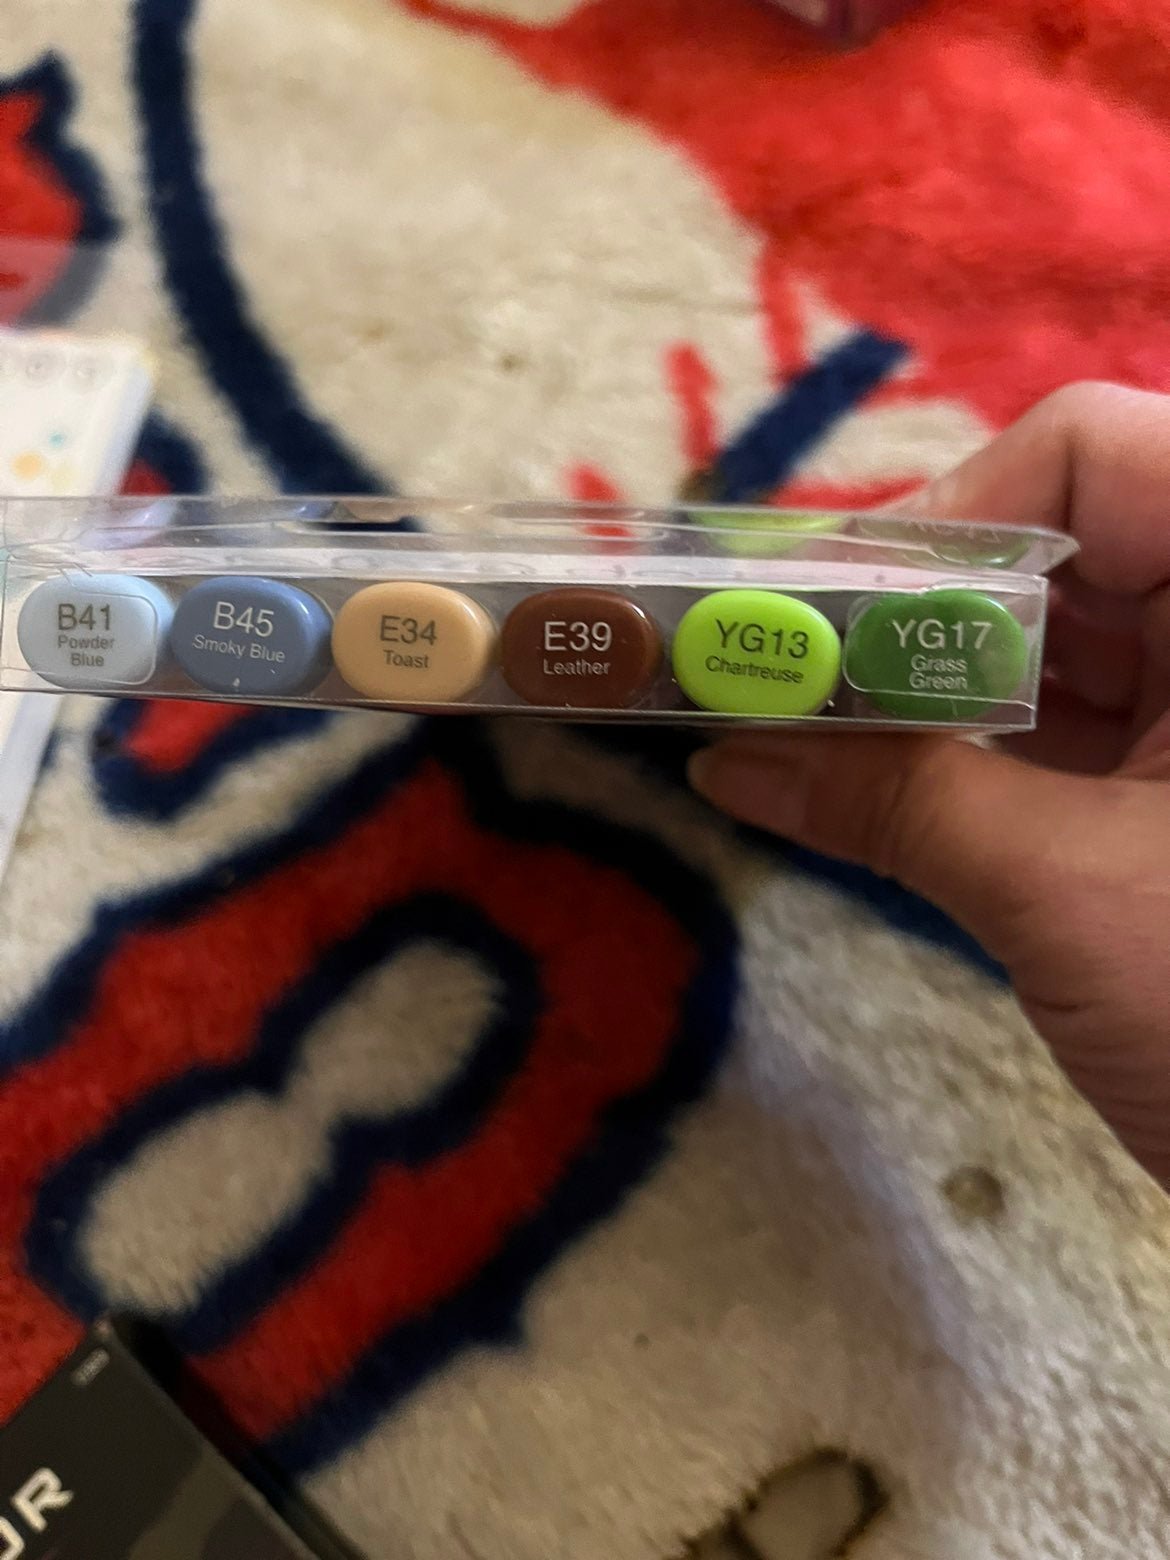 B41
Powder
Blue
B45
Smoky Blue
E34
Toast
E39
Leather
YG13
Chartreuse
YG17
Grass
Green